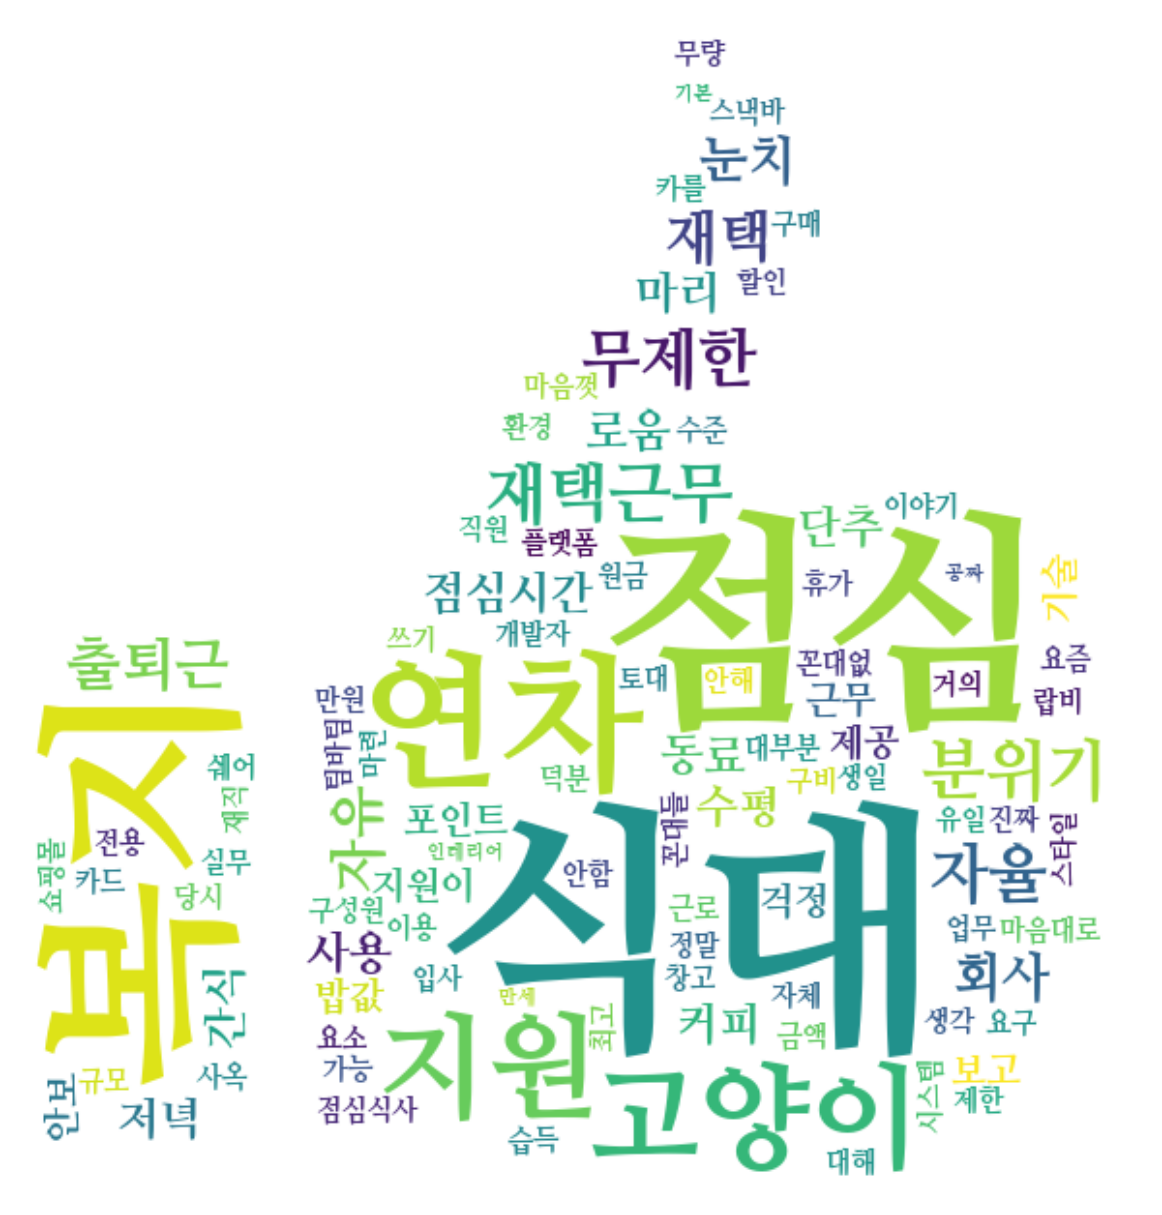 무량
기본
스낵바
눈치
카를
재택
구매
마리
할인
무제한
마음껏
환경
로움
수준
재택근무
직원
플랫폼
점심
단추
이야기
점심시간
원금
휴가
공짜
기술
쓰기
개발자
출퇴근
연차
토대
안해
꼰대없
거의
요즘
만원
근무
랍비
팀바팀
마련
동료
대부분
제공
분위기
복지
쉐어
덕분
구비
생일
자유
포인트
수평
꼰대들
유일
진짜
스타일
재직
전용
쇼핑몰
실무
인테리어
식대
안함
자율
카드
당시
지원이
걱정
구성원
이용
근로
업무
마음대로
사용
정말
입사
창고
회사
간식
밥값
만세
자체
요소
지원
최고
커피
금액
생각
요구
가능
사옥
규모
안보
저녁
고양이
시스템
보고
제한
점심식사
습득
대해